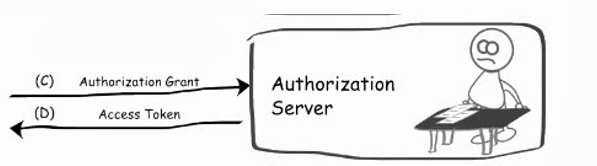 (C) Authorization Grant
(D) Access Token
Authorization
Server